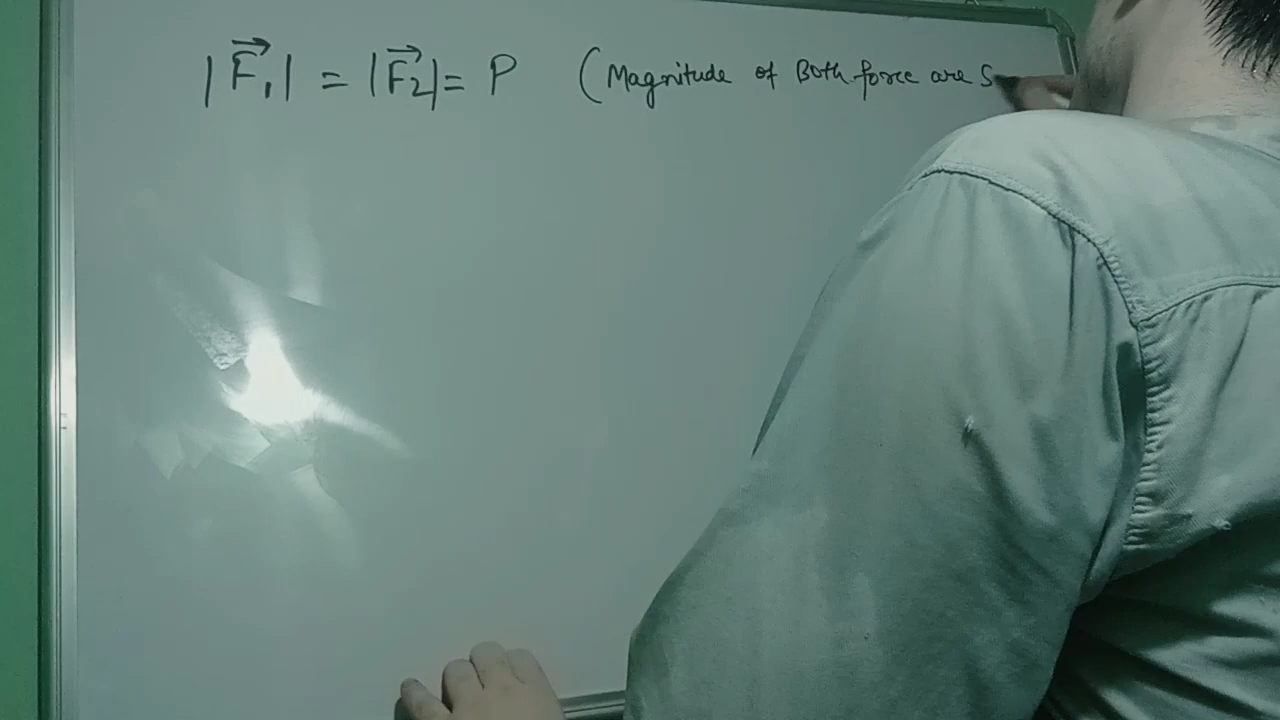 |F⃗₁| = |F⃗₂| = P (Magnitude of Both force are S